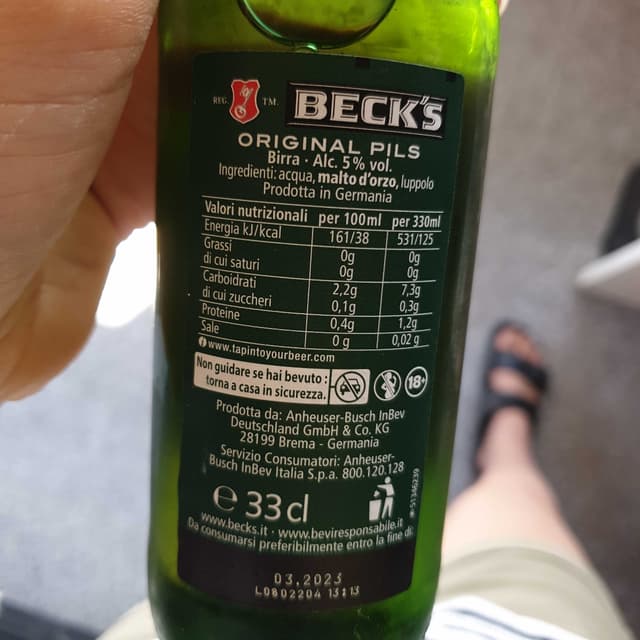 REG. TM. BECK'S
ORIGINAL PILS
Birra · Alc. 5% vol.
Ingredienti: acqua, malto d'orzo, luppolo
Prodotta in Germania
Valori nutrizionali per 100ml per 330ml
Energia kJ/kcal 161/38 531/125
Grassi 0g 0g
di cui saturi 0g 0g
Carboidrati 2,2g 7,3g
di cui zuccheri 0,1g 0,3g
Proteine 0,4g 1,2g
Sale 0 g 0,02 g
www.tapintoyourbeer.com
Non guidare se hai bevuto:
torna a casa in sicurezza.
18+
Prodotta da: Anheuser-Busch InBev
Deutschland GmbH & Co. KG
28199 Brema - Germania
Servizio Consumatori: Anheuser-
Busch InBev Italia S.p.a. 800.120.128
e 33 cl
www.becks.it · www.beviresponsabile.it
Da consumarsi preferibilmente entro la fine di:
03.2023
L0802204 13:13